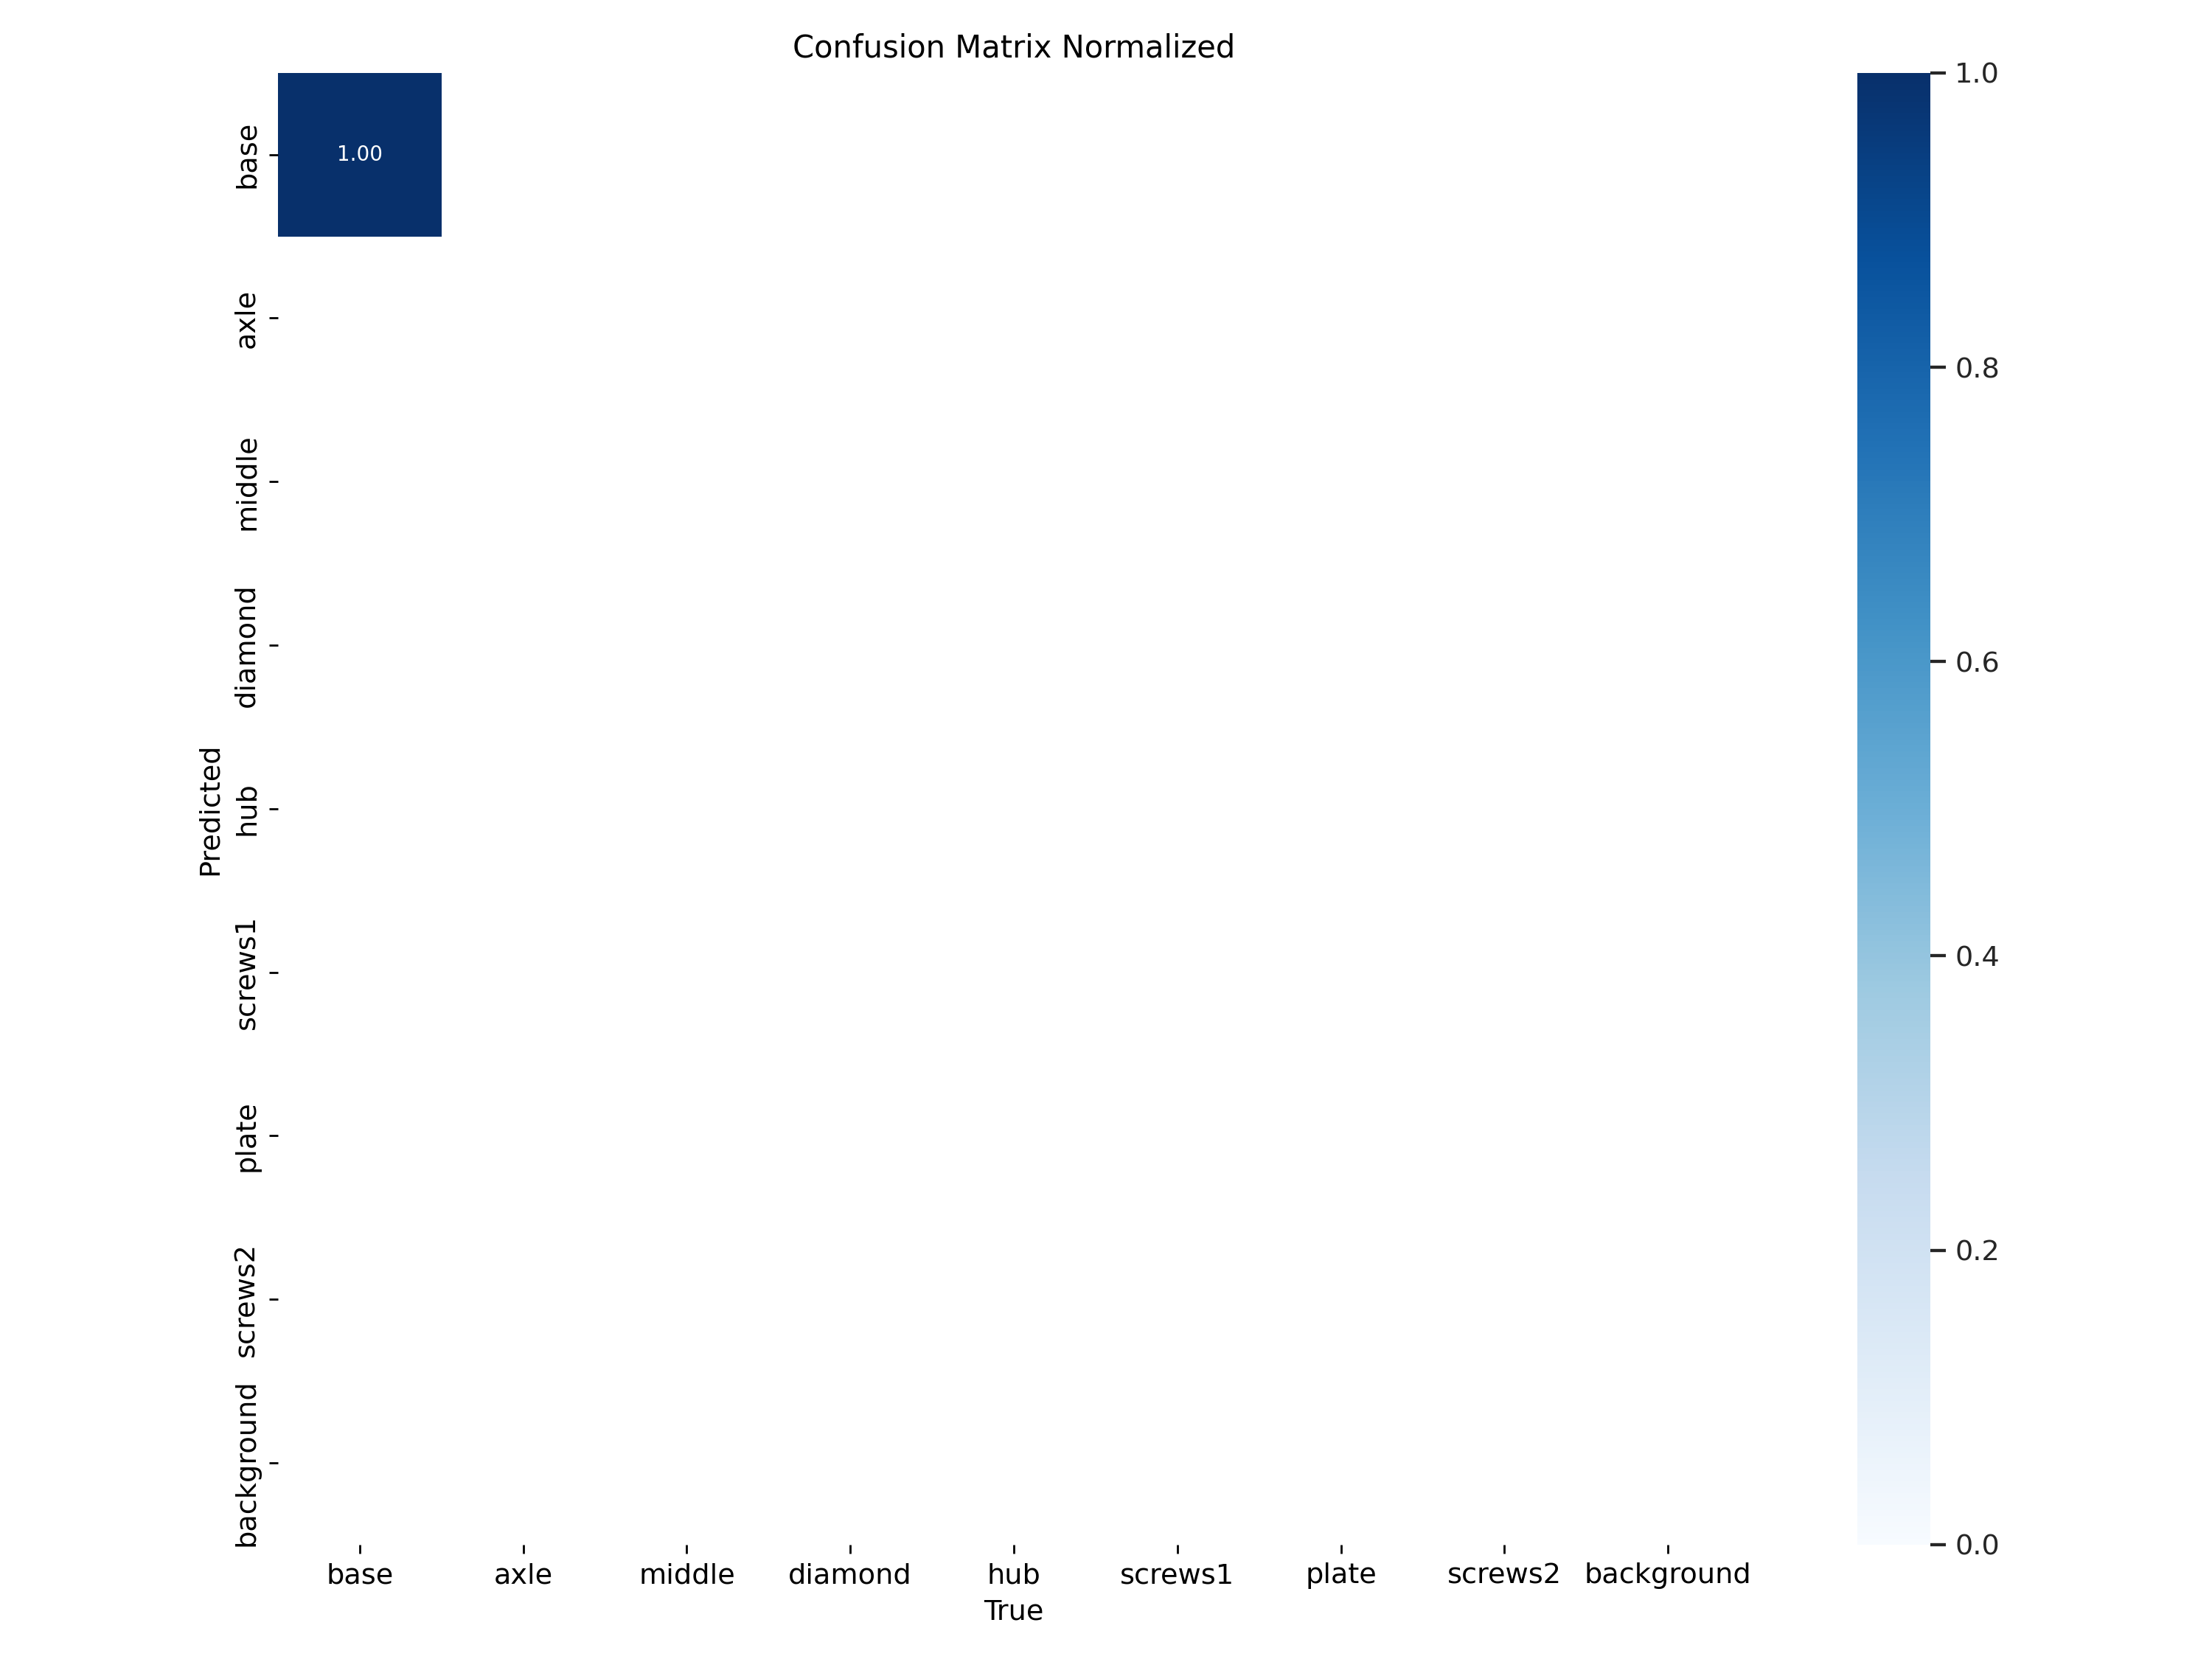 Confusion Matrix Normalized
1.00
Predicted
base
axle
middle
diamond
hub
screws1
plate
screws2
background
base axle middle diamond hub screws1 plate screws2 background
True
1.0
0.8
0.6
0.4
0.2
0.0